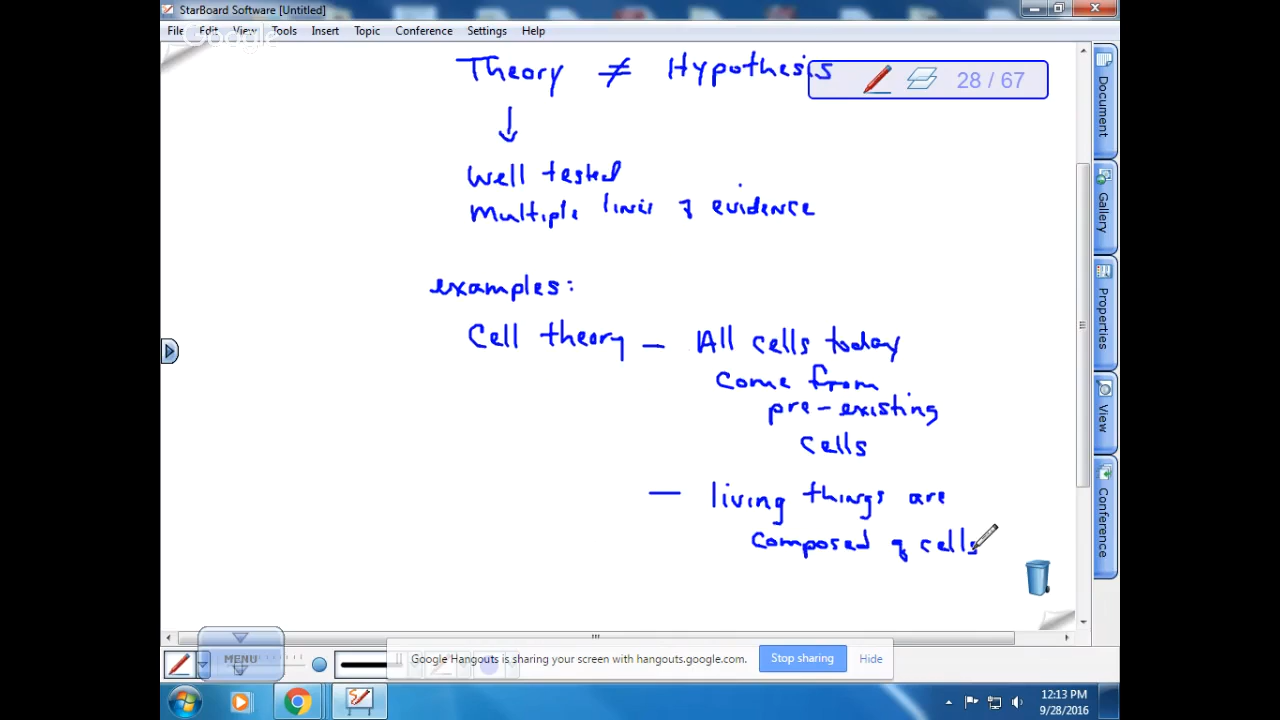 StarBoard Software [Untitled]
File Edit View Tools Insert Topic Conference Settings Help
Google
Theory ≠ Hypothesis
28 / 67
↓
Well tested
Multiple lines of evidence
examples:
Cell theory — All cells today
come from
pre-existing
cells
— living things are
composed of cells
Document
Gallery
Properties
View
Conference
MENU
Google Hangouts is sharing your screen with hangouts.google.com. Stop sharing Hide
12:13 PM
9/28/2016